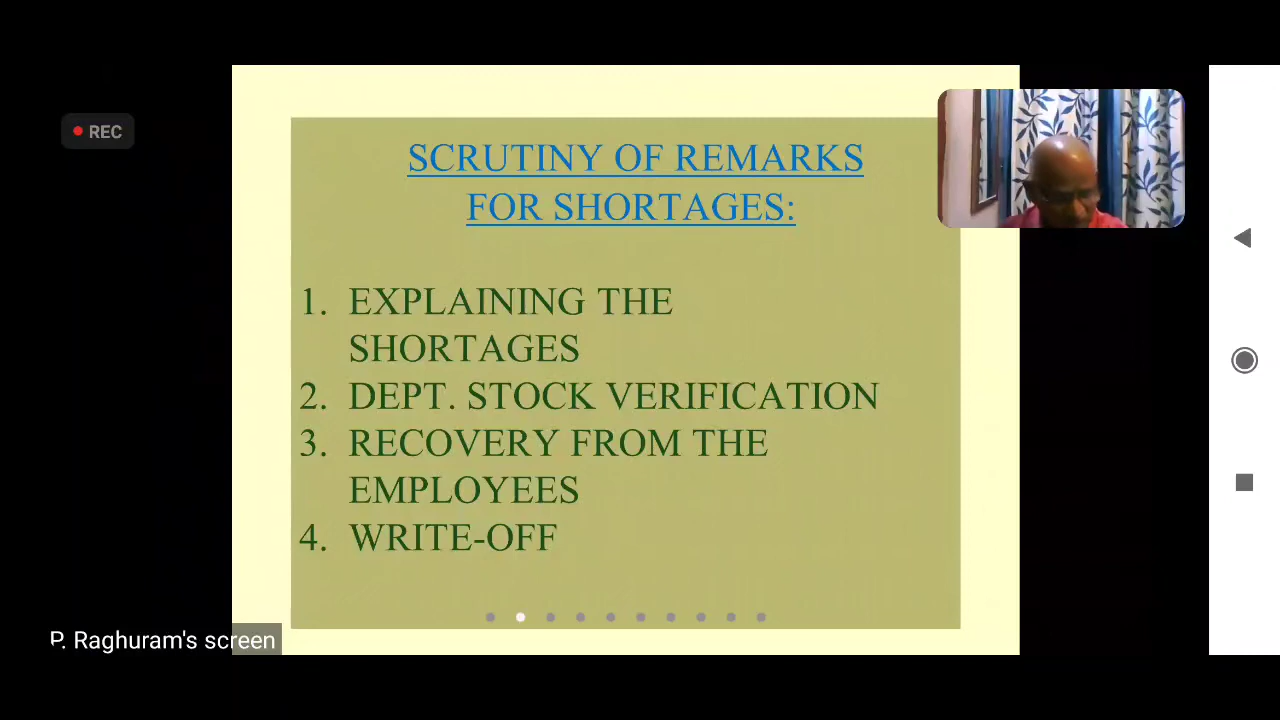 REC
SCRUTINY OF REMARKS
FOR SHORTAGES:
1. EXPLAINING THE
SHORTAGES
2. DEPT. STOCK VERIFICATION
3. RECOVERY FROM THE
EMPLOYEES
4. WRITE-OFF
P. Raghuram's screen